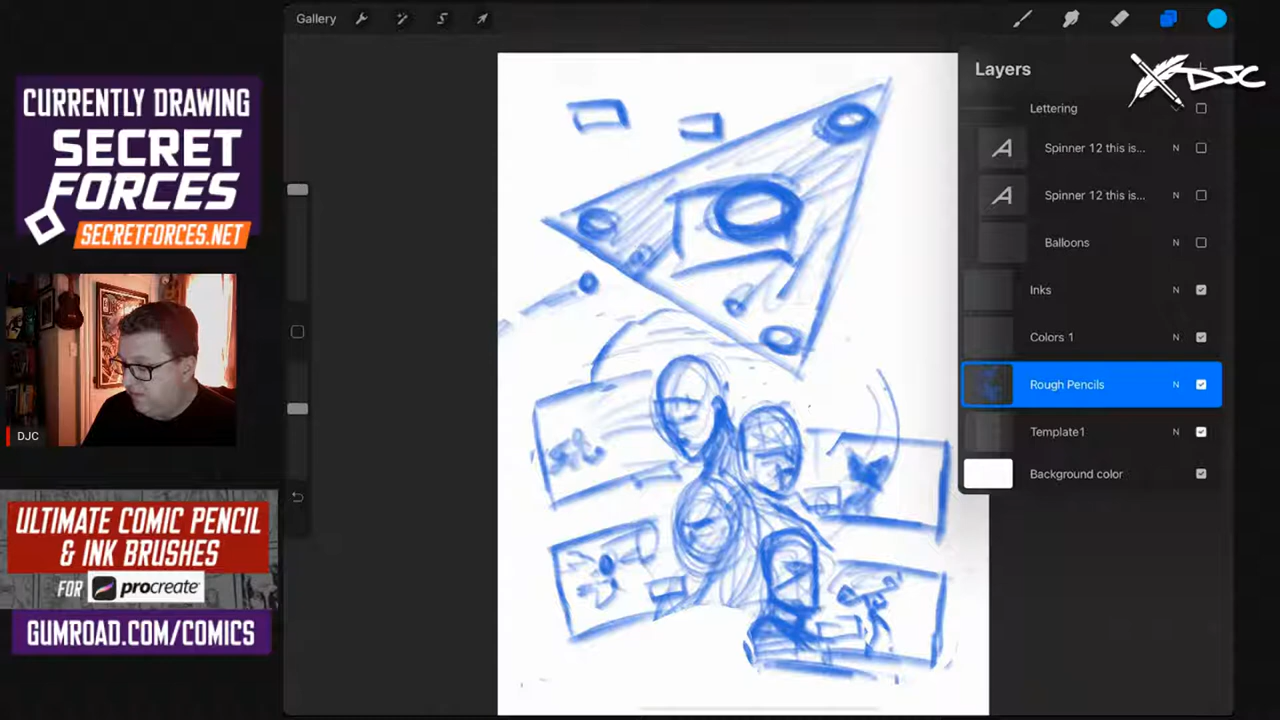 CURRENTLY DRAWING
SECRET
FORCES
SECRETFORCES.NET
DJC
ULTIMATE COMIC PENCIL
& INK BRUSHES
FOR procreate
GUMROAD.COM/COMICS
Gallery
S
Layers
DJC
Lettering
A Spinner 12 this is... N
A Spinner 12 this is... N
Balloons N
Inks N
Colors 1 N
Rough Pencils N
Template1 N
Background color